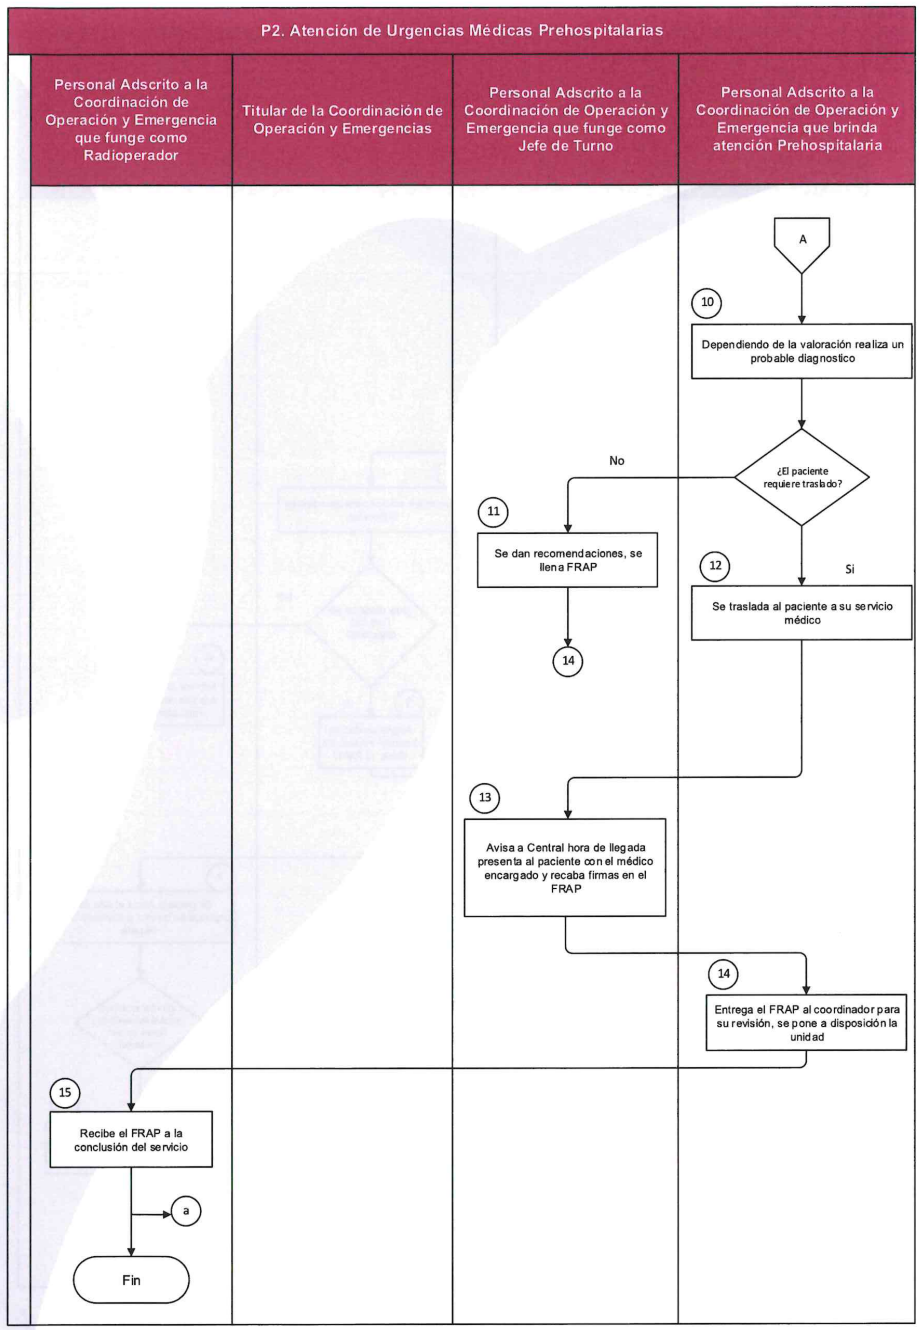 P2. Atención de Urgencias Médicas Prehospitalarias
Personal Adscrito a la
Coordinación de
Operación y Emergencia
que funge como
Radioperador
Titular de la Coordinación de
Operación y Emergencias
Personal Adscrito a la
Coordinación de Operación y
Emergencia que funge como
Jefe de Turno
Personal Adscrito a la
Coordinación de Operación y
Emergencia que brinda
atención Prehospitalaria
A
10
Dependiendo de la valoración realiza un
probable diagnostico
¿El paciente
requiere traslado?
No
11
Se dan recomendaciones, se
llena FRAP
14
Si
12
Se traslada al paciente a su servicio
médico
13
Avisa a Central hora de llegada
presenta al paciente con el médico
encargado y recaba firmas en el
FRAP
14
Entrega el FRAP al coordinador para
su revisión, se pone a disposición la
unidad
15
Recibe el FRAP a la
conclusión del servicio
a
Fin